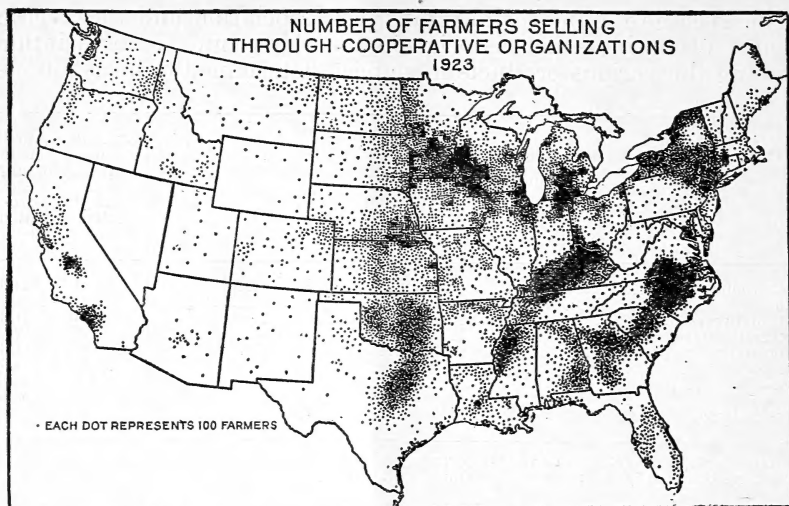 NUMBER OF FARMERS SELLING
THROUGH COOPERATIVE ORGANIZATIONS
1923
• EACH DOT REPRESENTS 100 FARMERS